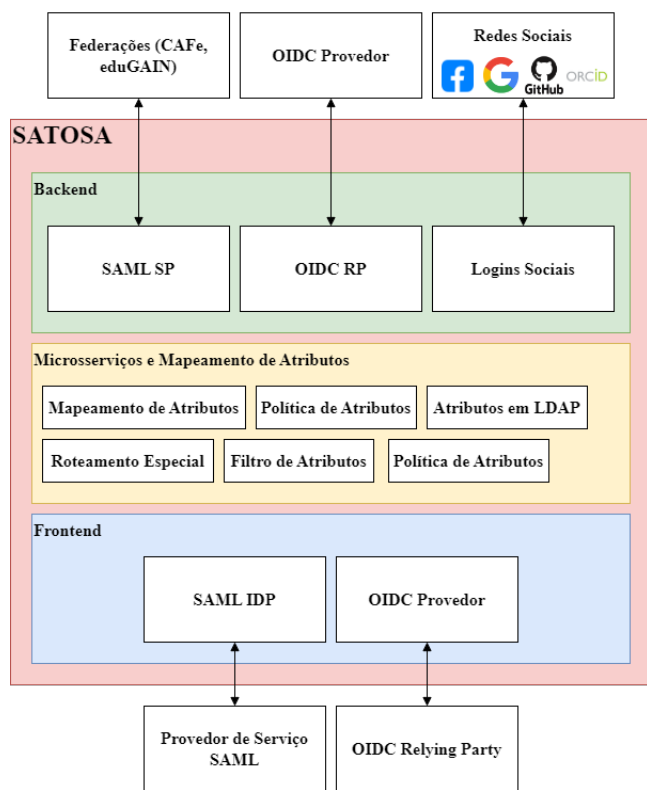 Federações (CAFe,
eduGAIN)
OIDC Provedor
Redes Sociais
GitHub
ORCID
SATOSA
Backend
SAML SP
OIDC RP
Logins Sociais
Microsserviços e Mapeamento de Atributos
Mapeamento de Atributos
Política de Atributos
Atributos em LDAP
Roteamento Especial
Filtro de Atributos
Política de Atributos
Frontend
SAML IDP
OIDC Provedor
Provedor de Serviço
SAML
OIDC Relying Party